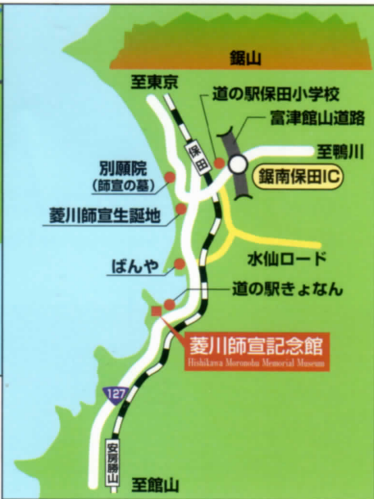 鋸山
至東京
道の駅保田小学校
富津館山道路
保田
至鴨川
別願院
(師宣の墓)
鋸南保田IC
菱川師宣生誕地
水仙ロード
ばんや
道の駅きょなん
菱川師宣記念館
Hishikawa Moronobu Memorial Museum
127
安房勝山
至館山